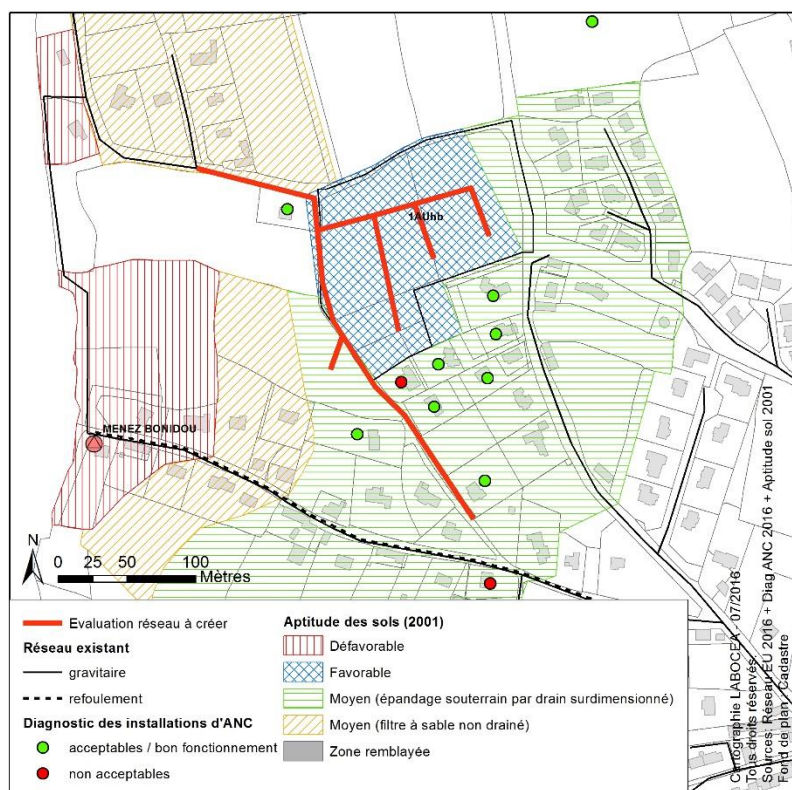 1AUhb
MENEZ BONIDOU
N
0 25 50 100
Mètres
Evaluation réseau à créer
Réseau existant
gravitaire
refoulement
Diagnostic des installations d'ANC
acceptables / bon fonctionnement
non acceptables
Aptitude des sols (2001)
Défavorable
Favorable
Moyen (épandage souterrain par drain surdimensionné)
Moyen (filtre à sable non drainé)
Zone remblayée
Cartographie LABOCEA - 07/2016
Tous droits réservés.
Sources: Réseau EU 2016 + Diag ANC 2016 + Aptitude sol 2001
Fond de plan : Cadastre